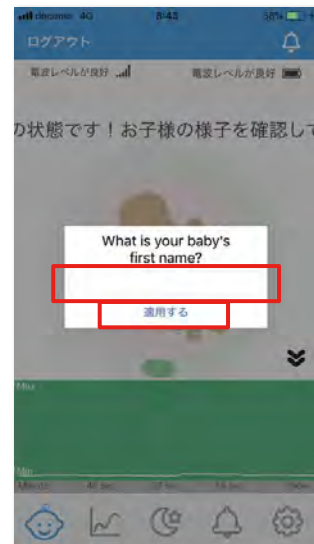 docomo 4G 8:45 58%
ログアウト
電波レベルが良好 電波レベルが良好
の状態です！お子様の様子を確認して
What is your baby's
first name?
適用する
Max
Min
Minute